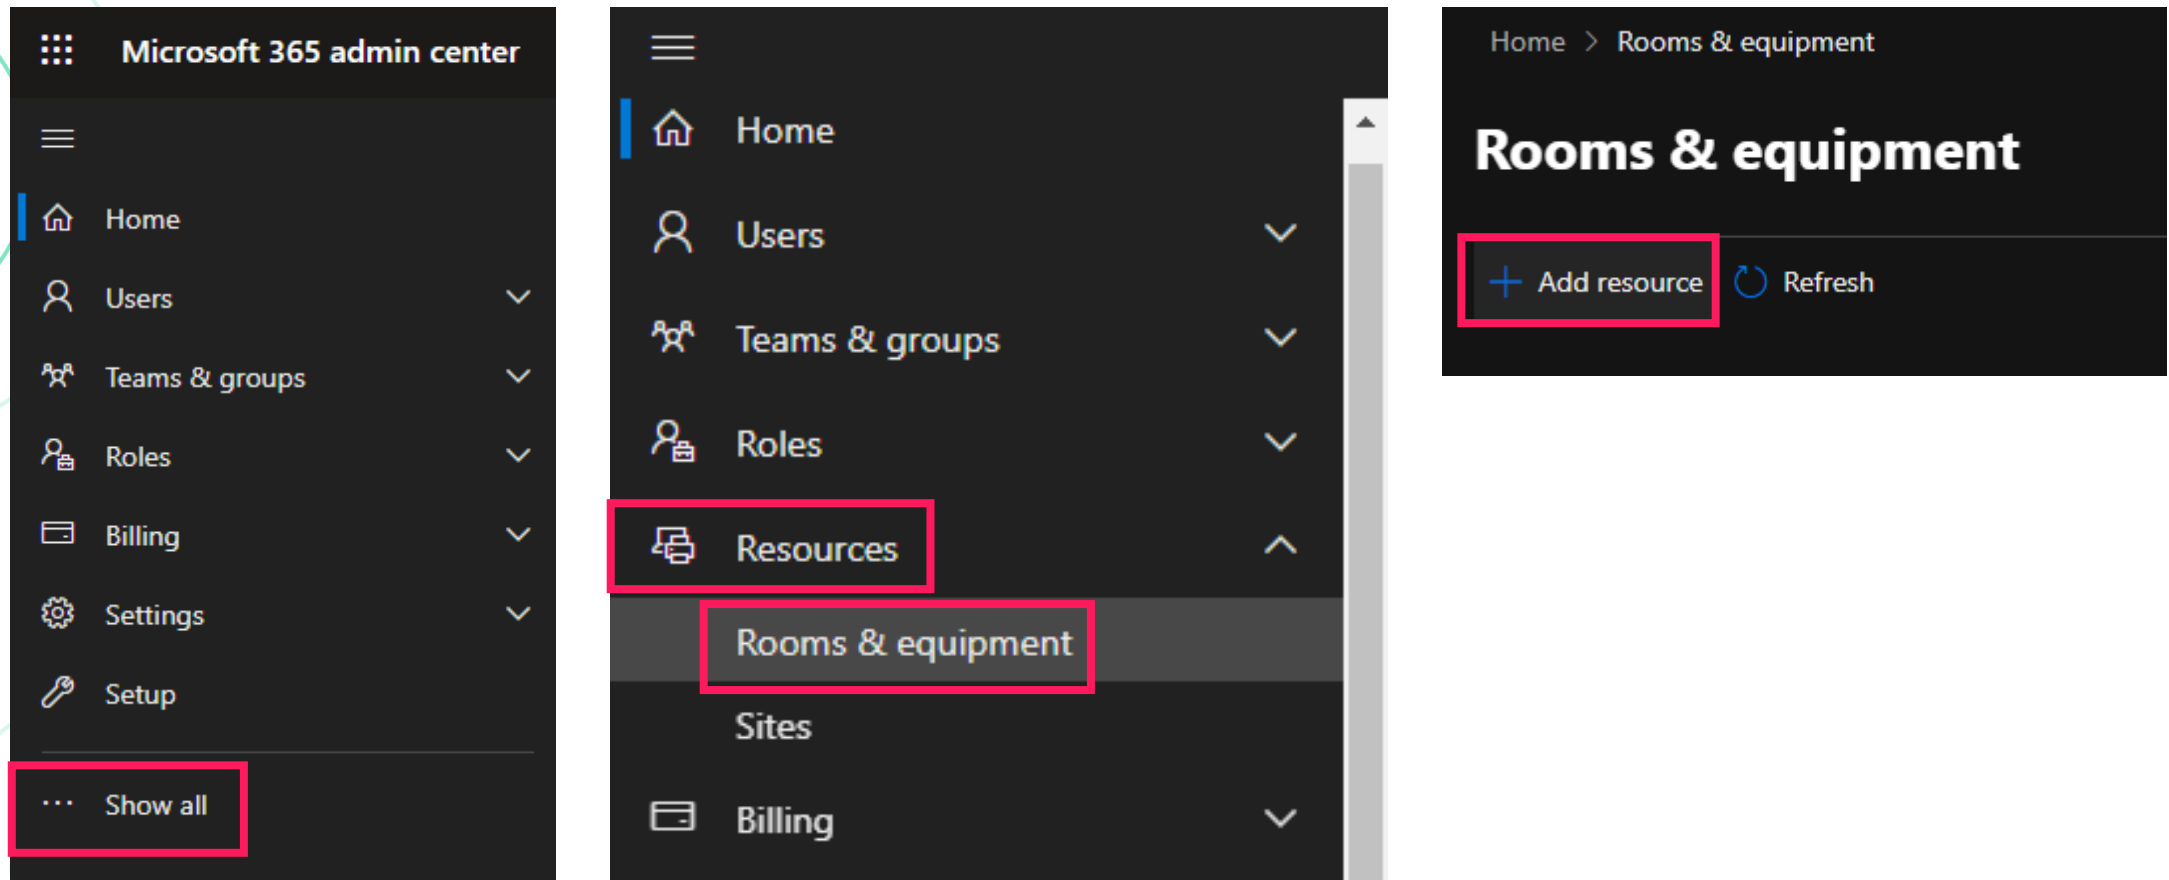 Microsoft 365 admin center
Home
Users
Teams & groups
Roles
Billing
Settings
Setup
Show all
Home
Users
Teams & groups
Roles
Resources
Rooms & equipment
Sites
Billing
Home > Rooms & equipment
Rooms & equipment
Add resource Refresh